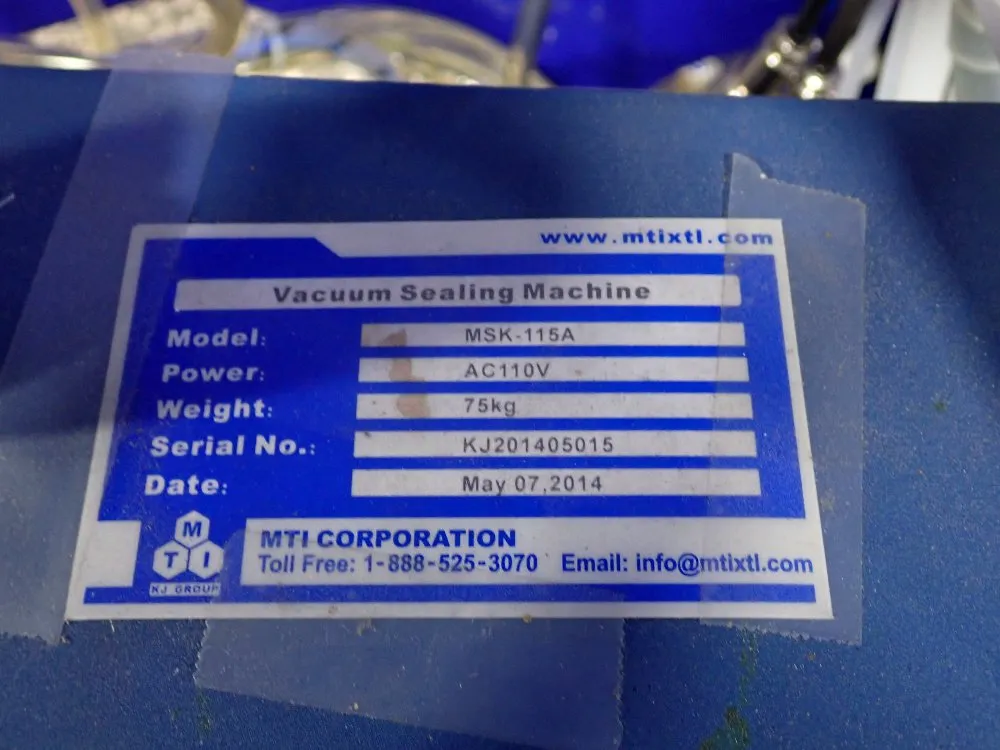 www.mtixtl.com
Vacuum Sealing Machine
Model: MSK-115A
Power: AC110V
Weight: 75kg
Serial No.: KJ201405015
Date: May 07,2014
M
TI
KJ GROUP
MTI CORPORATION
Toll Free: 1-888-525-3070 Email: info@mtixtl.com